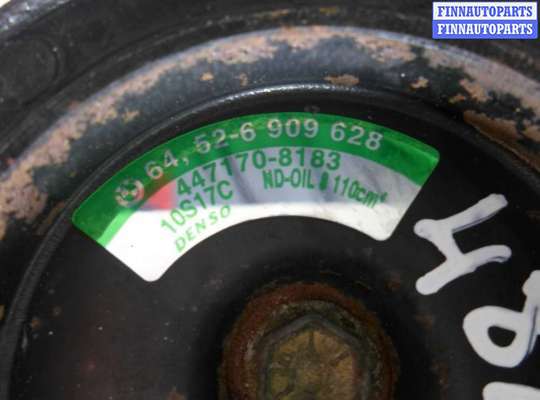 FINNAUTOPARTS
FINNAUTOPARTS
64, 52-6 909 628
447170-8183
10S17C ND-OIL 8 110cm³
DENSO